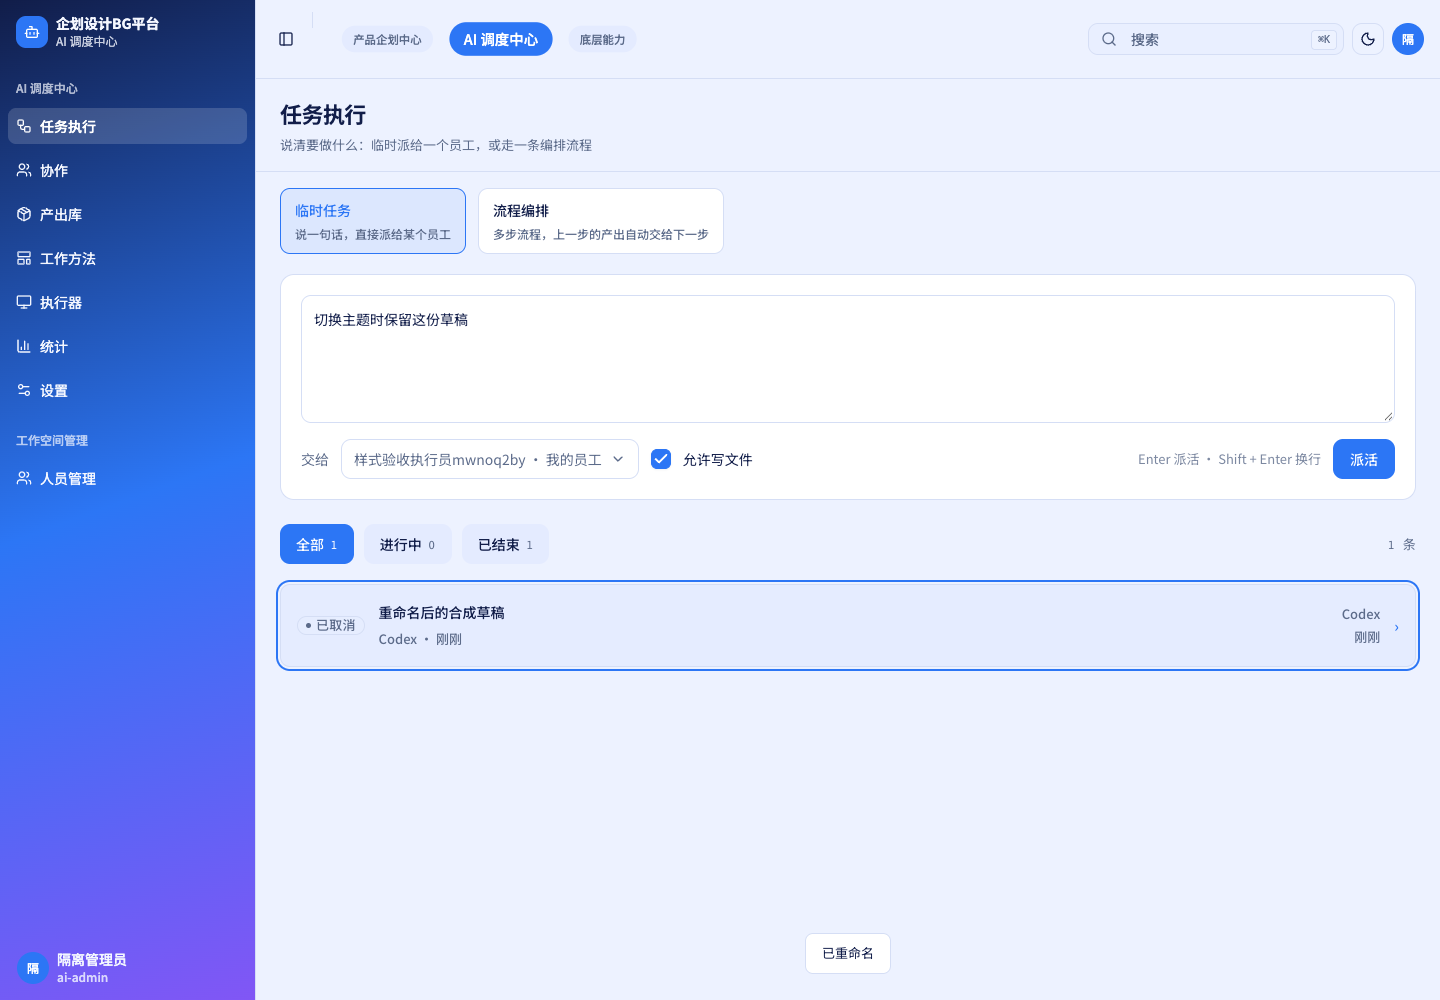 企划设计BG平台
AI 调度中心
AI 调度中心
任务执行
协作
产出库
工作方法
执行器
统计
设置
工作空间管理
人员管理
隔
隔离管理员
ai-admin
产品企划中心
AI 调度中心
底层能力
搜索
⌘K
隔
任务执行
说清要做什么：临时派给一个员工，或走一条编排流程
临时任务
说一句话，直接派给某个员工
流程编排
多步流程，上一步的产出自动交给下一步
切换主题时保留这份草稿
交给
样式验收执行员mwnoq2by · 我的员工
允许写文件
Enter 派活 · Shift + Enter 换行
派活
全部 1
进行中 0
已结束 1
1 条
已取消
重命名后的合成草稿
Codex · 刚刚
Codex
刚刚
已重命名